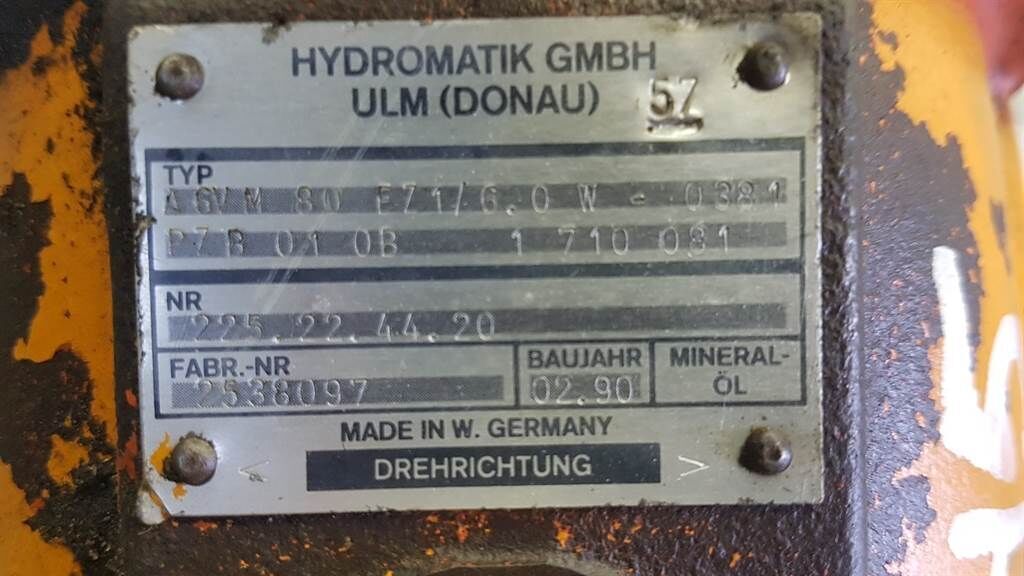 HYDROMATIK GMBH
ULM (DONAU) 57
TYP
A6VM 80 EZ1/6.0 W - 0381
PZB 01 0B 1 710 081
NR
225.22.44.20
FABR.-NR
2538097
BAUJAHR
02.90
MINERAL-
ÖL
MADE IN W. GERMANY
< DREHRICHTUNG >